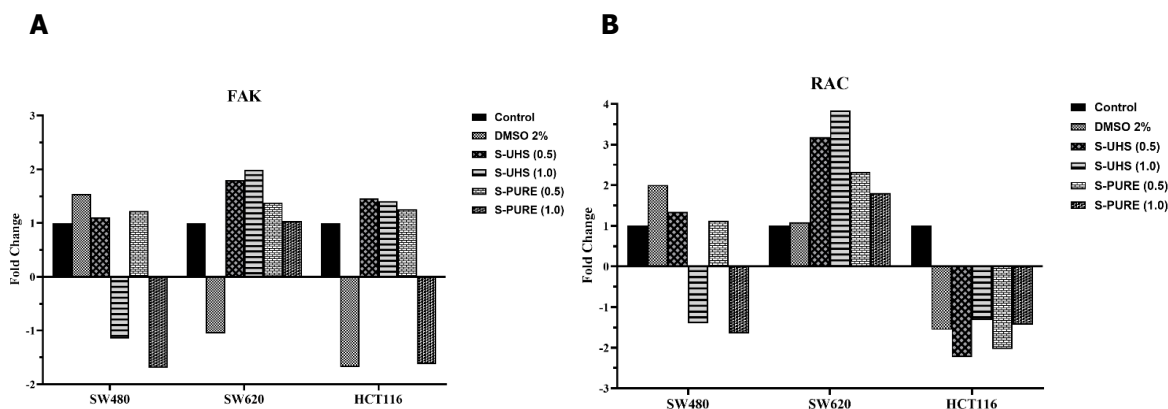 A
FAK
Fold Change
3
2
1
0
-1
-2
SW480
SW620
HCT116
Control
DMSO 2%
S-UHS (0.5)
S-UHS (1.0)
S-PURE (0.5)
S-PURE (1.0)
B
RAC
Fold Change
4
3
2
1
0
-1
-2
-3
SW480
SW620
HCT116
Control
DMSO 2%
S-UHS (0.5)
S-UHS (1.0)
S-PURE (0.5)
S-PURE (1.0)